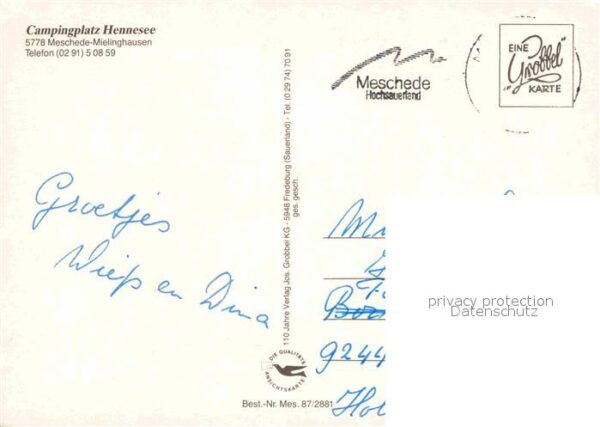 Campingplatz Hennesee
5778 Meschede-Mielinghausen
Telefon (02 91) 5 08 59
Meschede
Hochsauerland
EINE
"Grobbel"
KARTE
Groetjes
Wieps en Dina
110 Jahre Verlag Jos. Grobbel KG - 5948 Fredeburg (Sauerland) - Tel. (0 29 74) 70 91
ges. gesch.
9244
privacy protection
Datenschutz
DIE QUALITÄTS
ANSICHTSKARTE
Best.-Nr. Mes. 87/2881